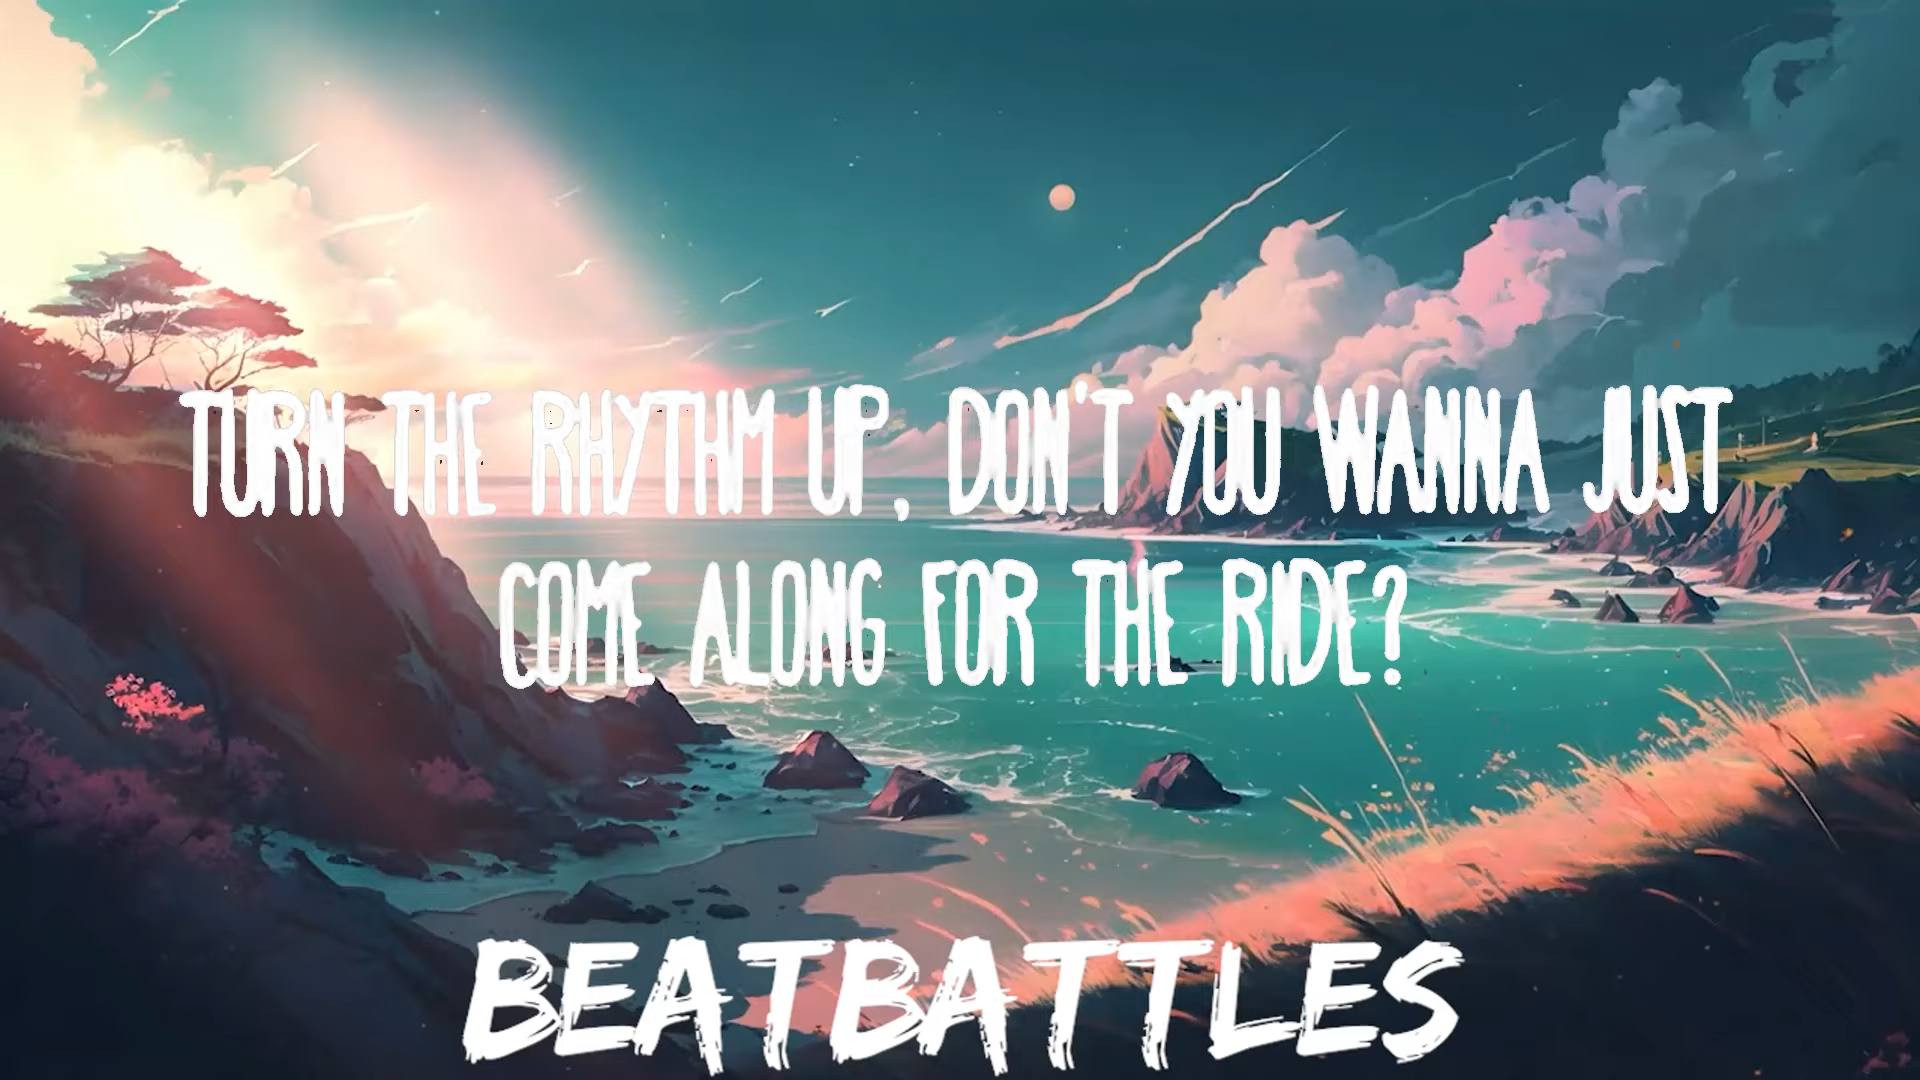 TURN THE RHYTHM UP, DON'T YOU WANNA JUST
COME ALONG FOR THE RIDE?
BEATBATTLES